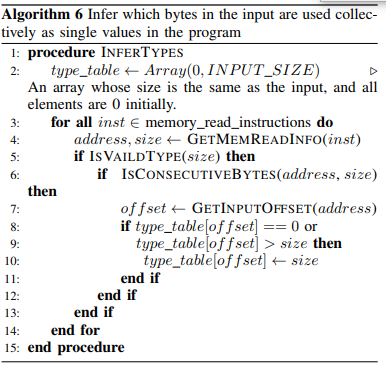 Algorithm 6 Infer which bytes in the input are used collec-
tively as single values in the program
1: procedure INFERTYPES
2: type_table ← Array(0, INPUT_SIZE) ▷
An array whose size is the same as the input, and all
elements are 0 initially.
3: for all inst ∈ memory_read_instructions do
4: address, size ← GETMEMREADINFO(inst)
5: if ISVAILDTYPE(size) then
6: if ISCONSECUTIVEBYTES(address, size)
then
7: offset ← GETINPUTOFFSET(address)
8: if type_table[offset] == 0 or
9: type_table[offset] > size then
10: type_table[offset] ← size
11: end if
12: end if
13: end if
14: end for
15: end procedure